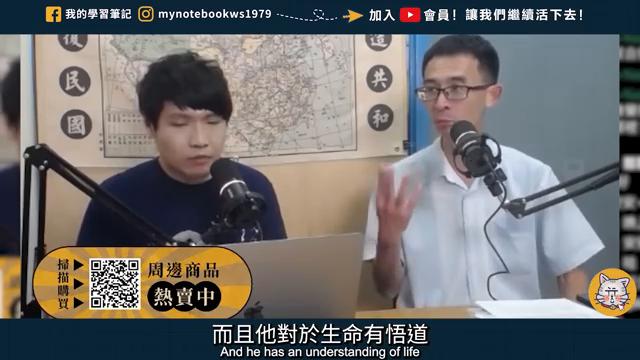 我的學習筆記 mynotebookws1979 加入 會員！讓我們繼續活下去！
復民國
造共和
掃描購買
周邊商品
熱賣中
而且他對於生命有悟道
And he has an understanding of life